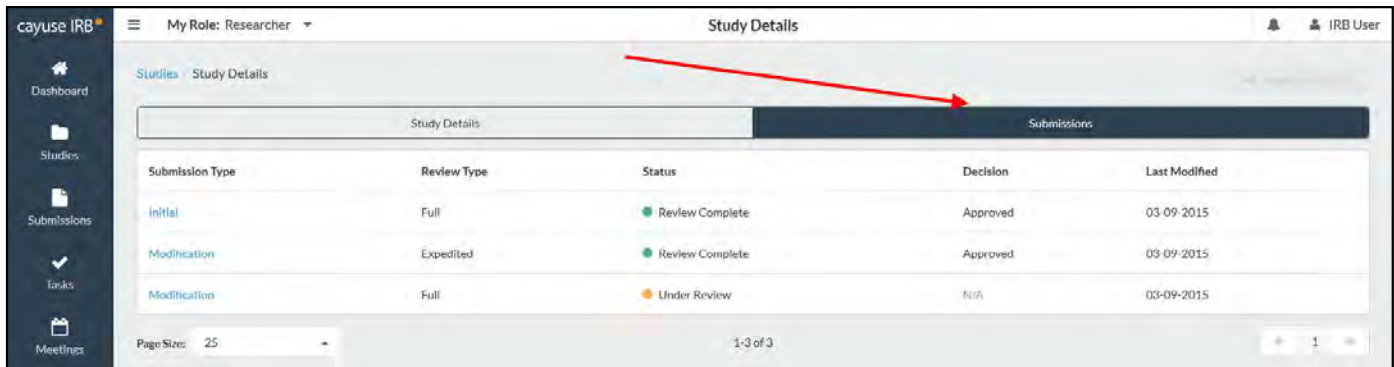 cayuse IRB
My Role: Researcher
Study Details
IRB User
Dashboard
Studies
Submissions
Tasks
Meetings
Studies / Study Details
Study Details
Submissions
Submission Type Review Type Status Decision Last Modified
Initial Full Review Complete Approved 03-09-2015
Modification Expedited Review Complete Approved 03-09-2015
Modification Full Under Review N/A 03-09-2015
Page Size: 25
1-3 of 3
1